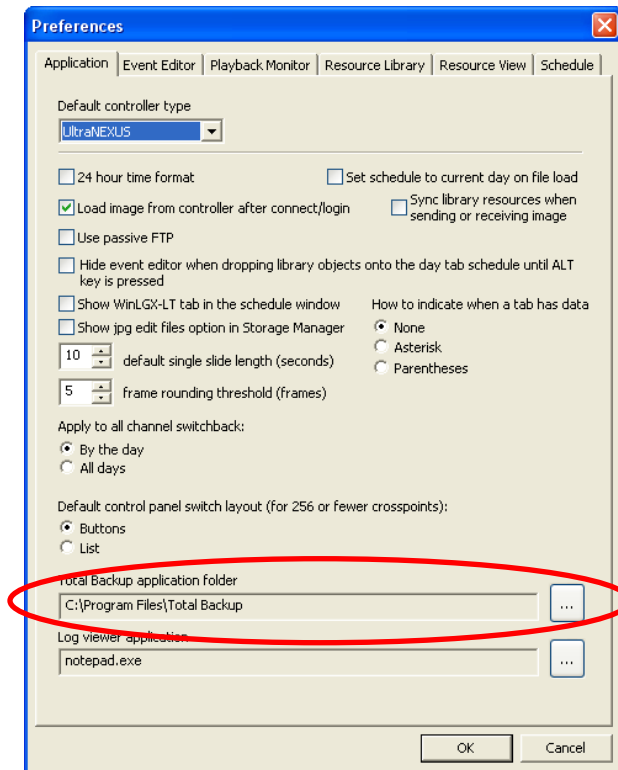 Preferences
Application Event Editor Playback Monitor Resource Library Resource View Schedule
Default controller type
UltraNEXUS
24 hour time format
Set schedule to current day on file load
Load image from controller after connect/login
Sync library resources when
sending or receiving image
Use passive FTP
Hide event editor when dropping library objects onto the day tab schedule until ALT
key is pressed
Show WinLGX-LT tab in the schedule window
How to indicate when a tab has data
Show jpg edit files option in Storage Manager
None
Asterisk
Parentheses
10 default single slide length (seconds)
5 frame rounding threshold (frames)
Apply to all channel switchback:
By the day
All days
Default control panel switch layout (for 256 or fewer crosspoints):
Buttons
List
Total Backup application folder
C:\Program Files\Total Backup
...
Log viewer application
notepad.exe
...
OK Cancel